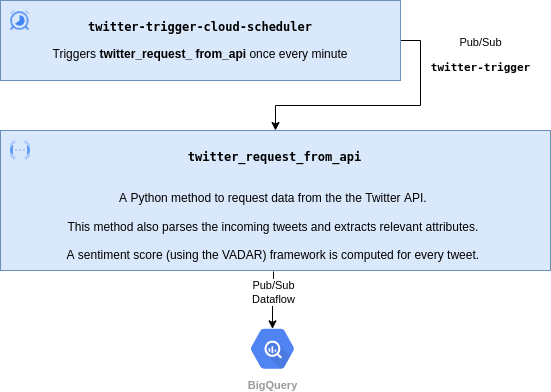 twitter-trigger-cloud-scheduler
Triggers twitter_request_ from_api once every minute
Pub/Sub
twitter-trigger
twitter_request_from_api
A Python method to request data from the the Twitter API.
This method also parses the incoming tweets and extracts relevant attributes.
A sentiment score (using the VADAR) framework is computed for every tweet.
Pub/Sub
Dataflow
BigQuery